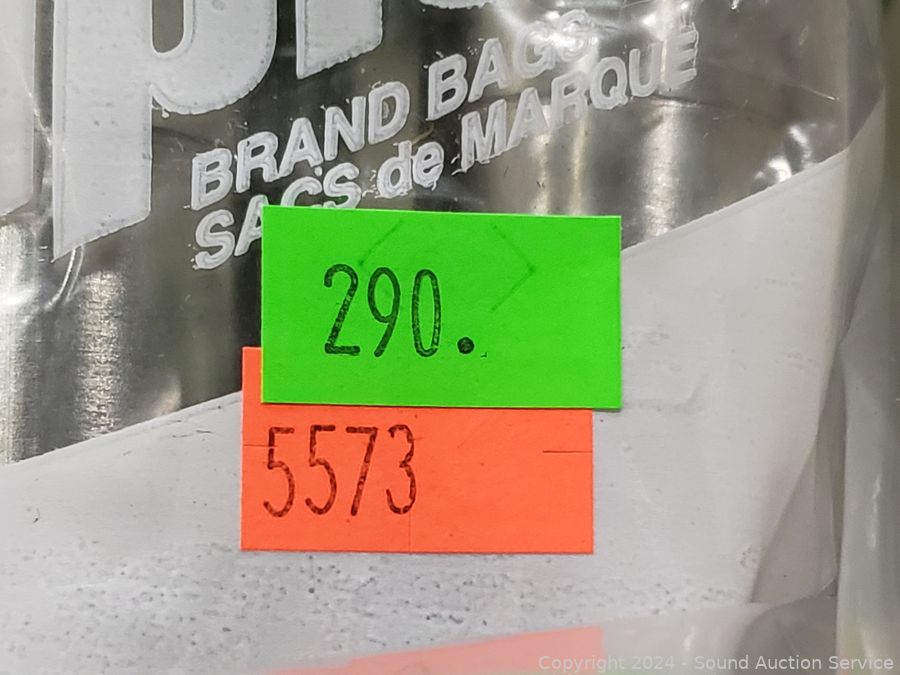 BRAND BAGS
SACS de MARQUE
290.
5573
Copyright 2024 - Sound Auction Service